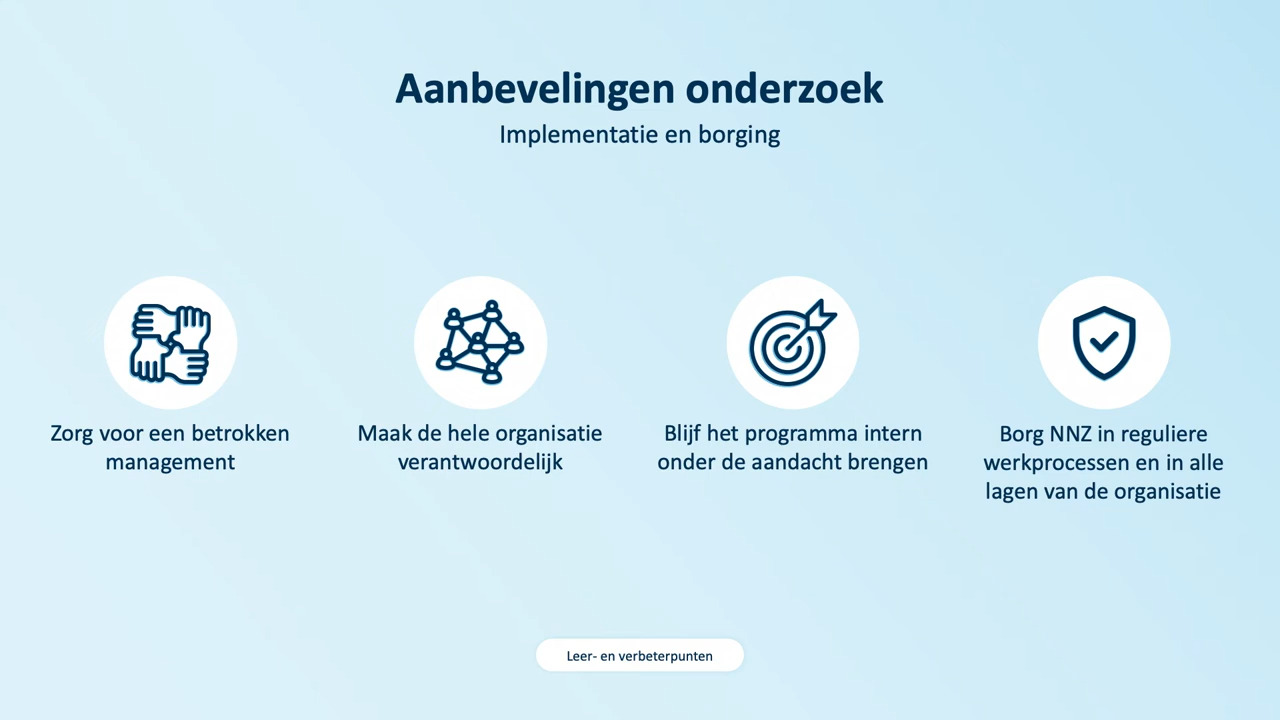 Aanbevelingen onderzoek
Implementatie en borging
Zorg voor een betrokken
management
Maak de hele organisatie
verantwoordelijk
Blijf het programma intern
onder de aandacht brengen
Borg NNZ in reguliere
werkprocessen en in alle
lagen van de organisatie
Leer- en verbeterpunten